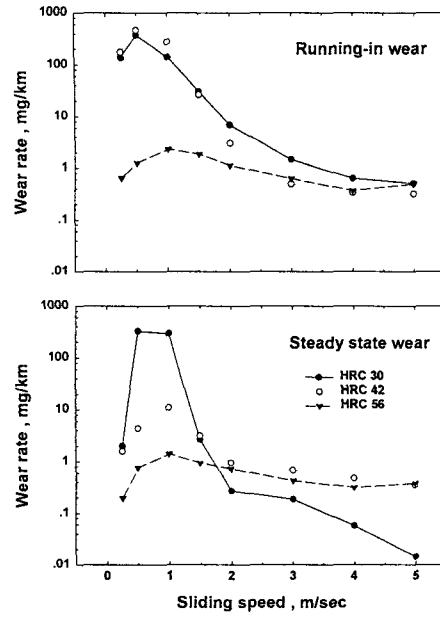 1000
Running-in wear
100
10
1
.1
.01
Wear rate , mg/km
1000
Steady state wear
HRC 30
HRC 42
HRC 56
100
10
1
.1
.01
Wear rate , mg/km
0 1 2 3 4 5
Sliding speed , m/sec